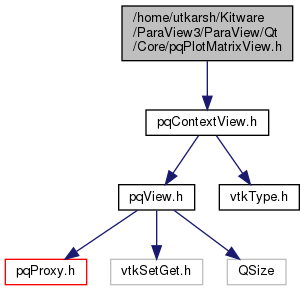 /home/utkarsh/Kitware
/ParaView3/ParaView/Qt
/Core/pqPlotMatrixView.h
pqContextView.h
pqView.h
vtkType.h
pqProxy.h
vtkSetGet.h
QSize